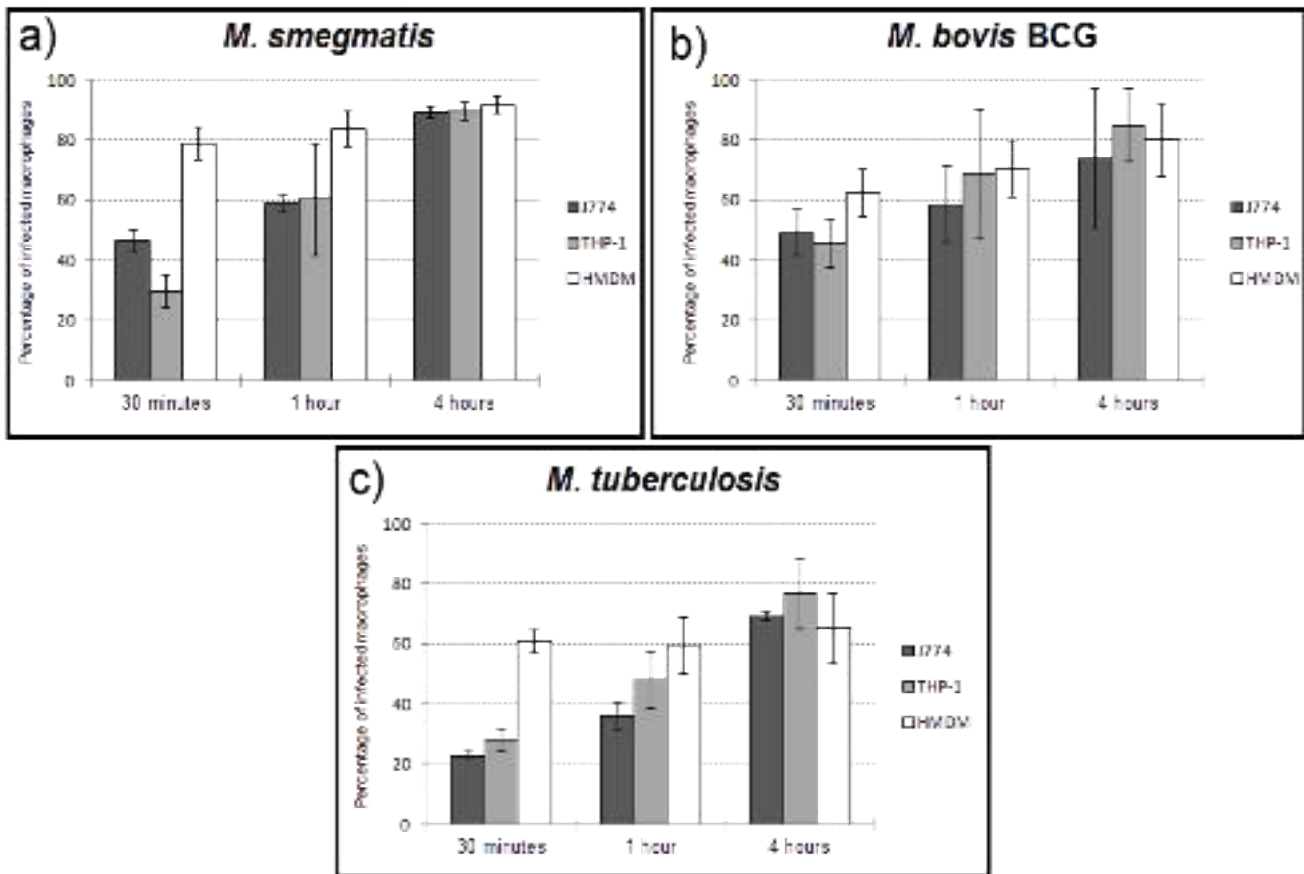 a)
M. smegmatis
Percentage of infected macrophages
100
80
60
40
20
0
30 minutes
1 hour
4 hours
J774
THP-1
HMDM
b)
M. bovis BCG
Percentage of infected macrophages
100
80
60
40
20
0
30 minutes
1 hour
4 hours
J774
THP-1
HMDM
c)
M. tuberculosis
Percentage of infected macrophages
100
80
60
40
20
0
30 minutes
1 hour
4 hours
J774
THP-1
HMDM